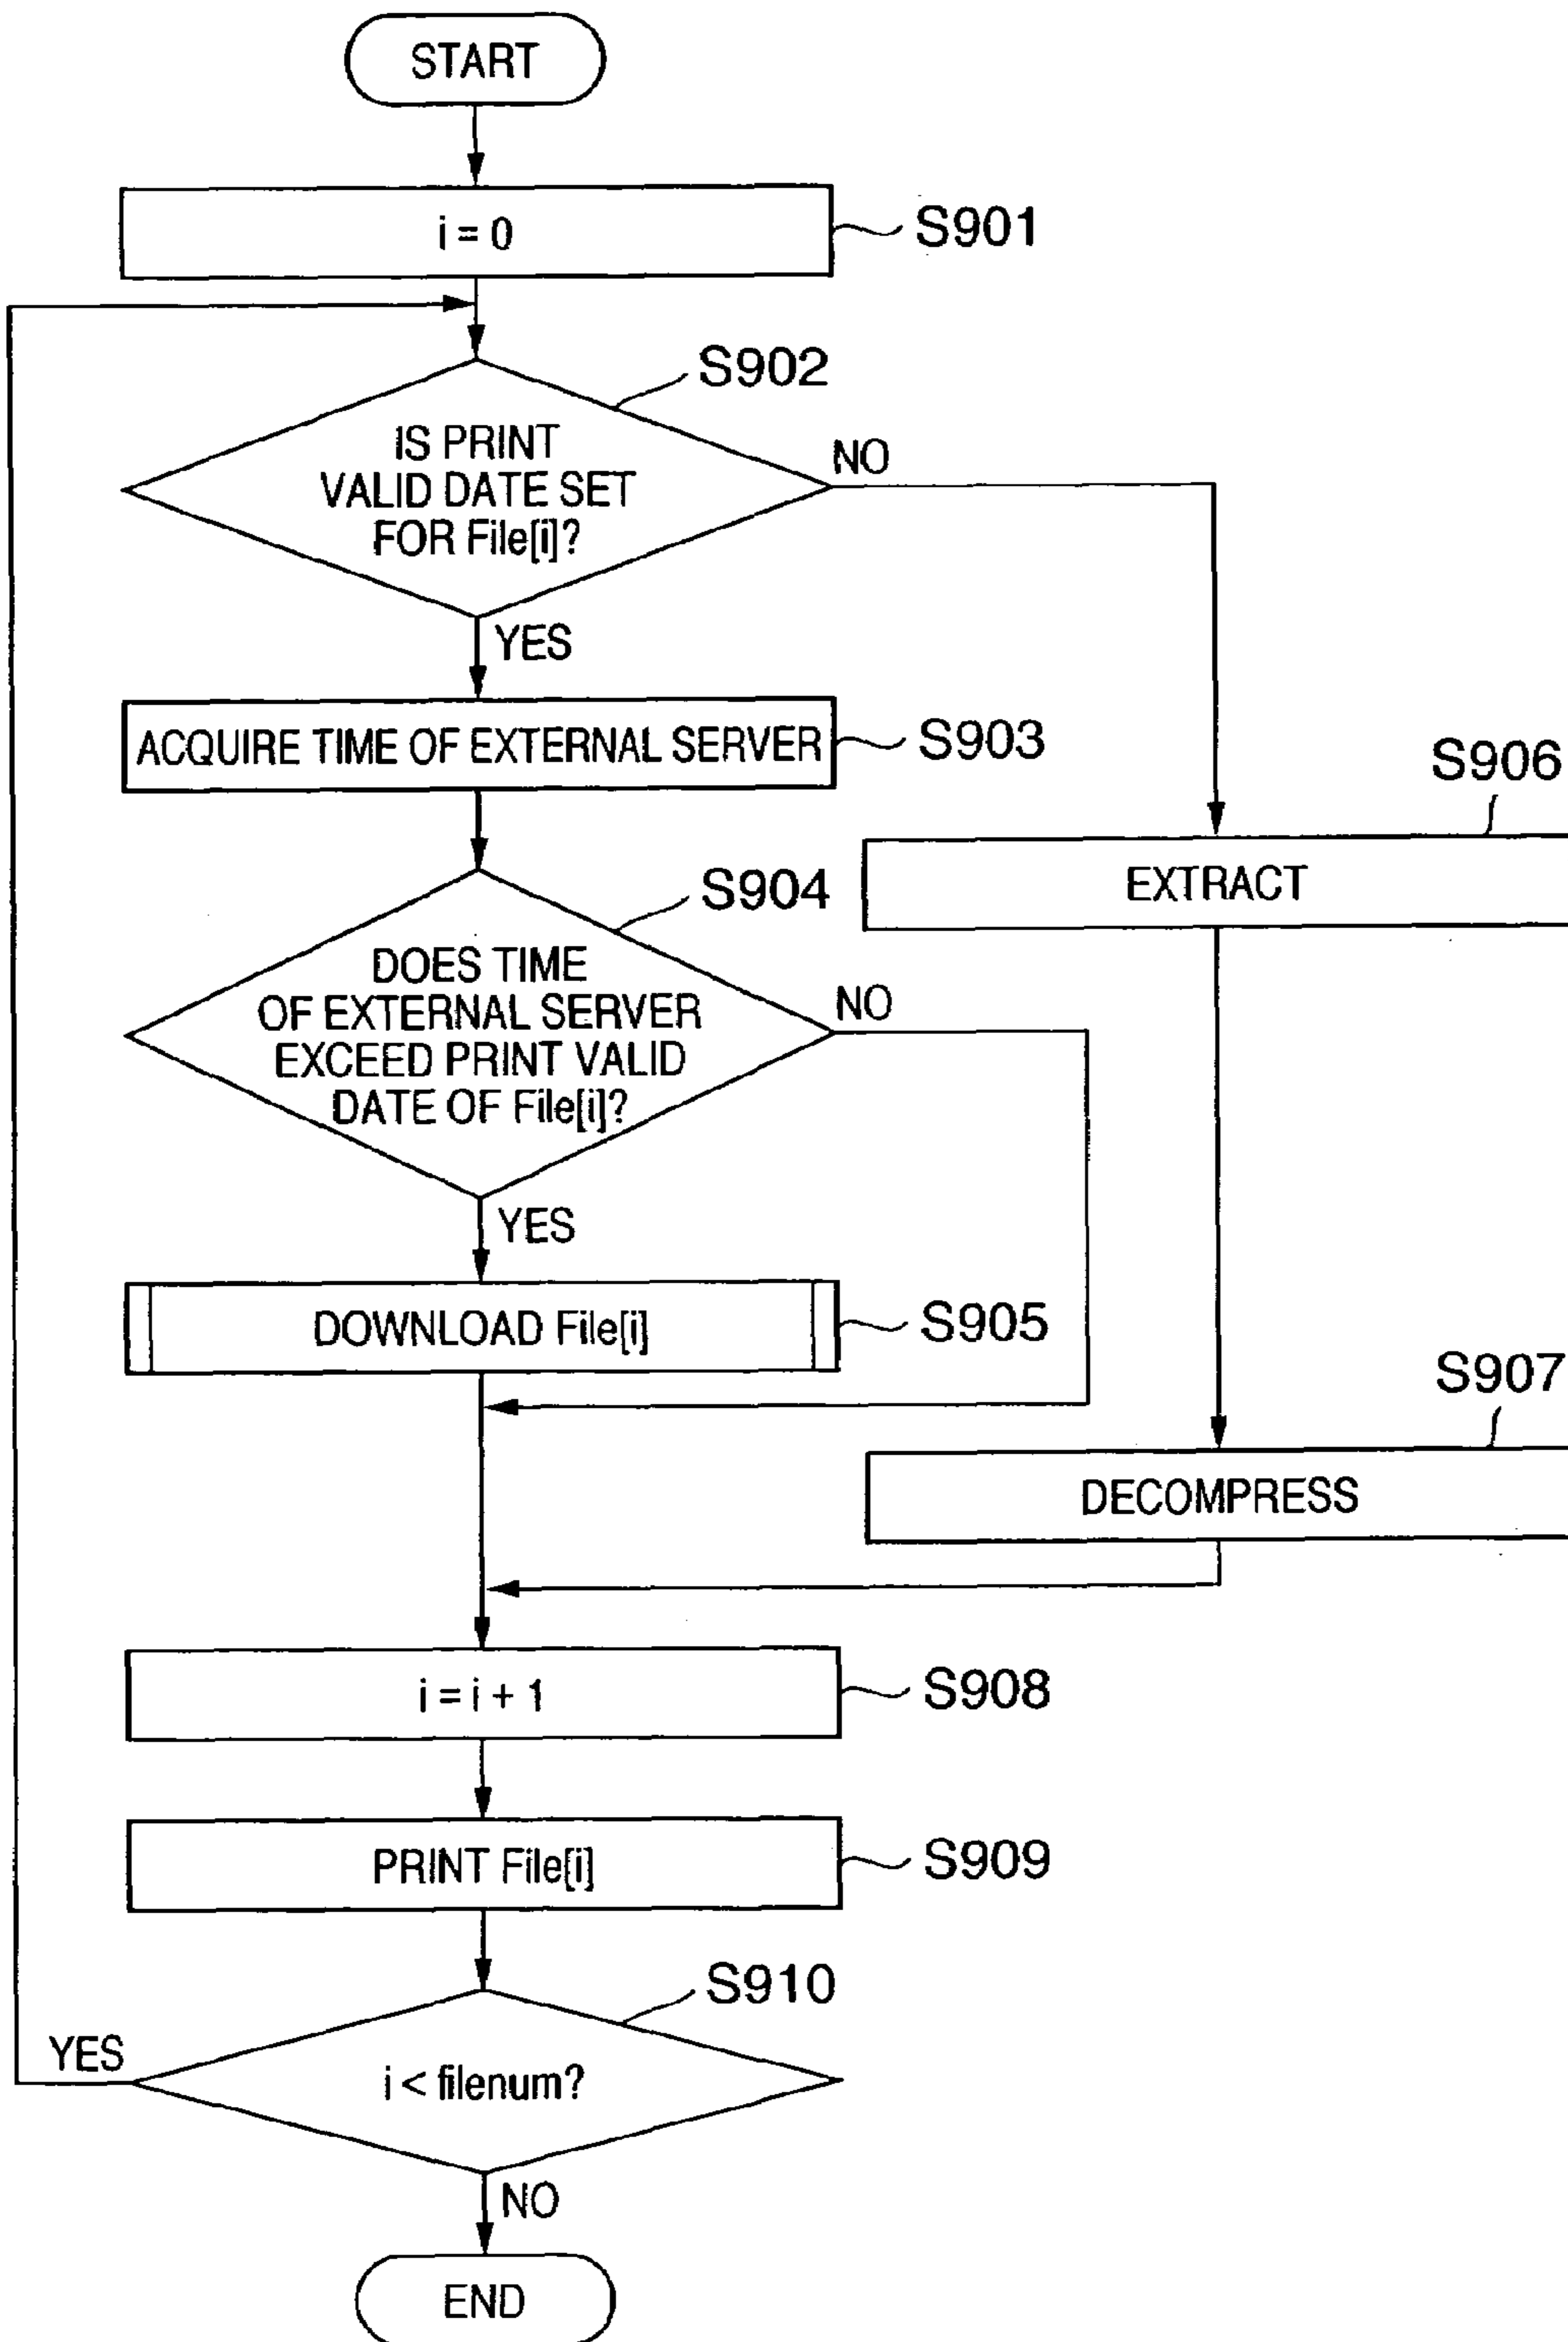 START
i = 0
S901
S902
IS PRINT
VALID DATE SET
FOR File[i]?
NO
YES
ACQUIRE TIME OF EXTERNAL SERVER
S903
S906
EXTRACT
S904
DOES TIME
OF EXTERNAL SERVER
EXCEED PRINT VALID
DATE OF File[i]?
NO
YES
DOWNLOAD File[i]
S905
S907
DECOMPRESS
i = i + 1
S908
PRINT File[i]
S909
S910
YES
i < filenum?
NO
END